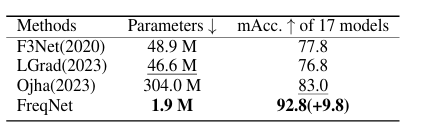 Methods Parameters ↓ mAcc. ↑ of 17 models
F3Net(2020) 48.9 M 77.8
LGrad(2023) 46.6 M 76.8
Ojha(2023) 304.0 M 83.0
FreqNet 1.9 M 92.8(+9.8)